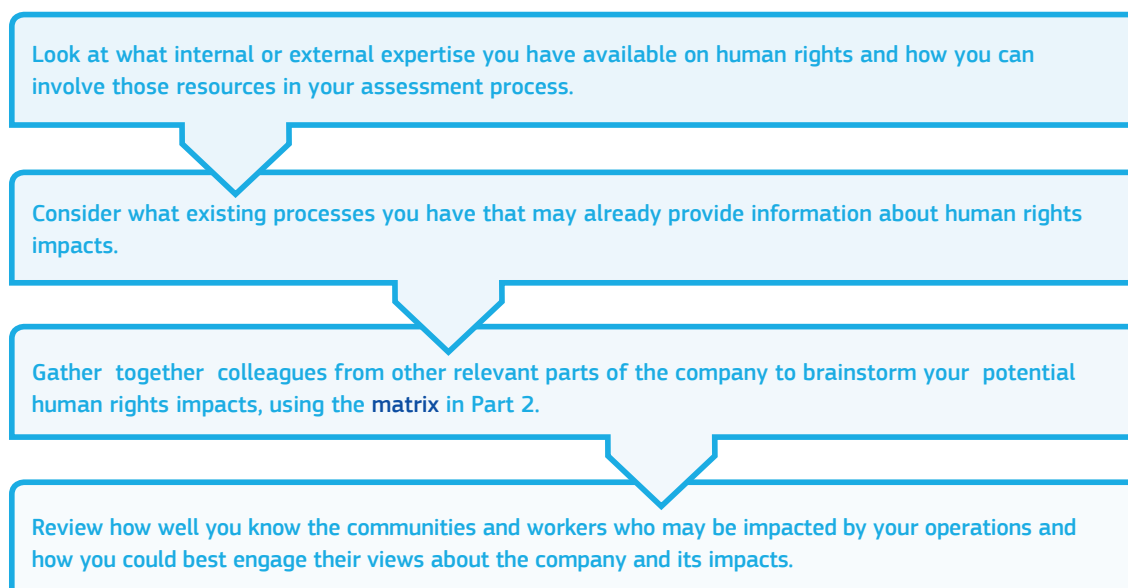 Look at what internal or external expertise you have available on human rights and how you can
involve those resources in your assessment process.
Consider what existing processes you have that may already provide information about human rights
impacts.
Gather together colleagues from other relevant parts of the company to brainstorm your potential
human rights impacts, using the matrix in Part 2.
Review how well you know the communities and workers who may be impacted by your operations and
how you could best engage their views about the company and its impacts.